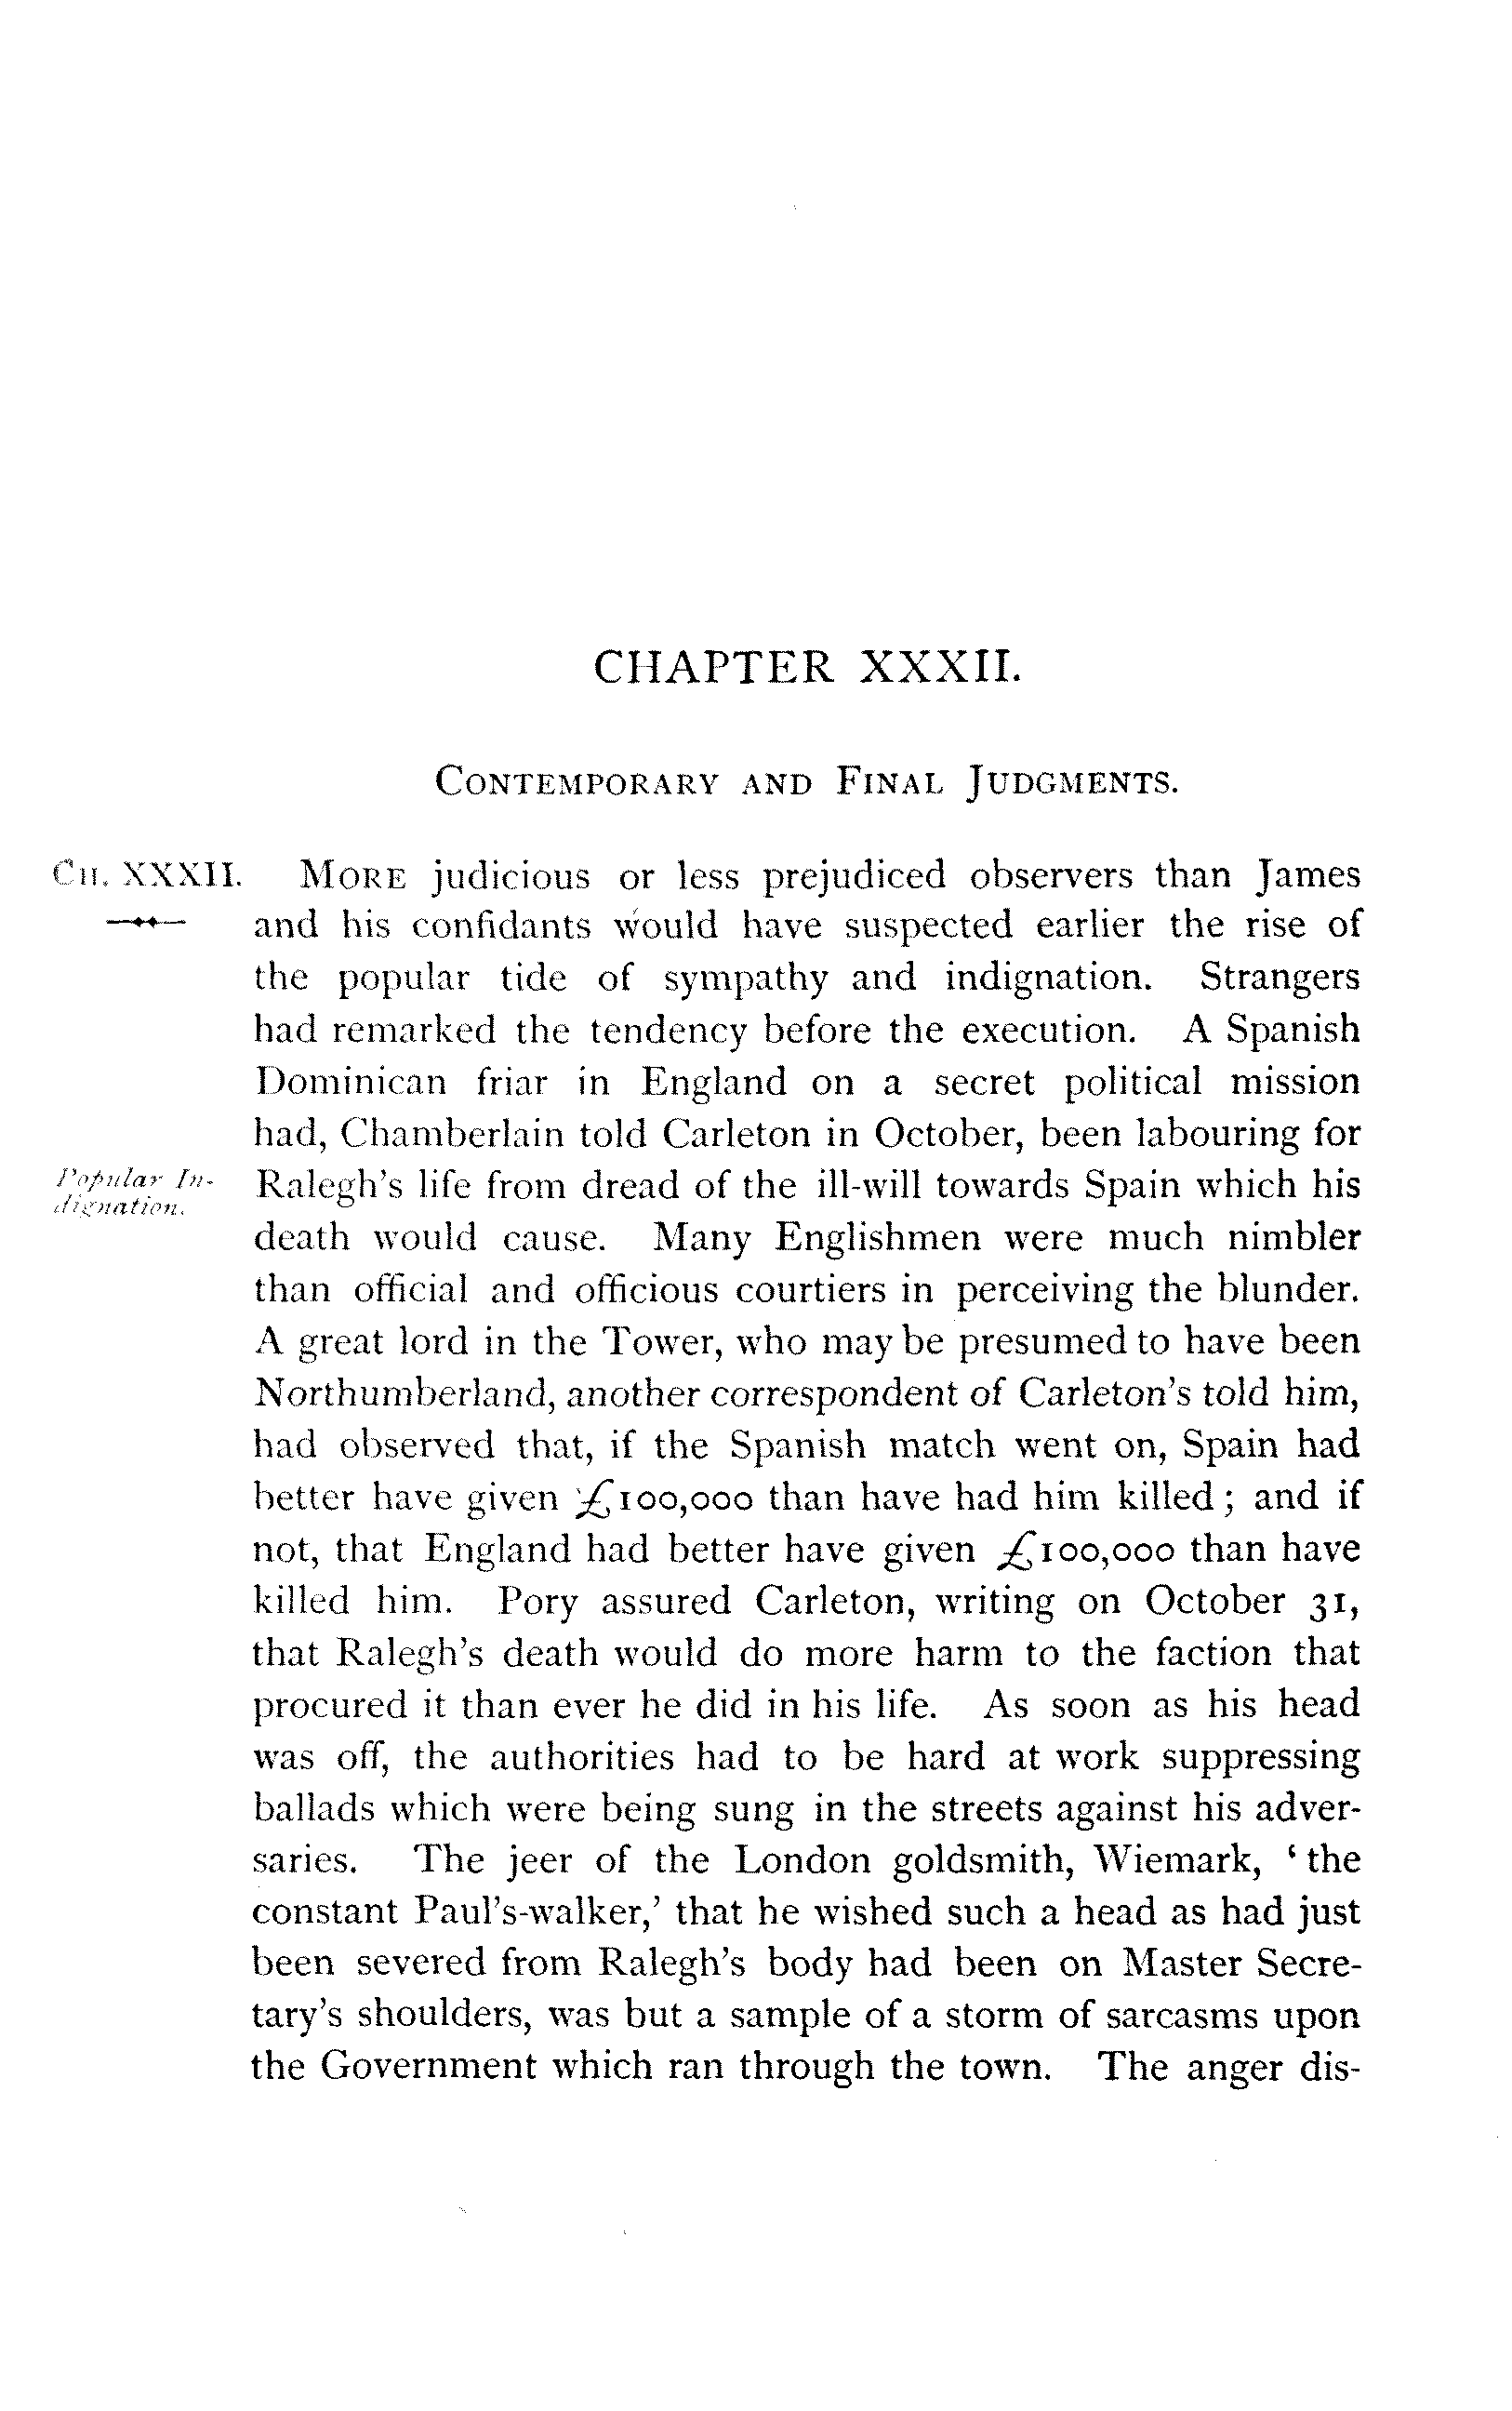 CHAPTER XXXII.
CONTEMPORARY AND FINAL JUDGMENTS.
CH. XXXII.
MORE judicious or less prejudiced observers than James
and his confidants would have suspected earlier the rise of
the popular tide of sympathy and indignation. Strangers
had remarked the tendency before the execution. A Spanish
Dominican friar in England on a secret political mission
had, Chamberlain told Carleton in October, been labouring for
Popular In-
dignation.
Ralegh's life from dread of the ill-will towards Spain which his
death would cause. Many Englishmen were much nimbler
than official and officious courtiers in perceiving the blunder.
A great lord in the Tower, who may be presumed to have been
Northumberland, another correspondent of Carleton's told him,
had observed that, if the Spanish match went on, Spain had
better have given £100,000 than have had him killed; and if
not, that England had better have given £100,000 than have
killed him. Pory assured Carleton, writing on October 31,
that Ralegh's death would do more harm to the faction that
procured it than ever he did in his life. As soon as his head
was off, the authorities had to be hard at work suppressing
ballads which were being sung in the streets against his adver-
saries. The jeer of the London goldsmith, Wiemark, ‘the
constant Paul's-walker,’ that he wished such a head as had just
been severed from Ralegh's body had been on Master Secre-
tary's shoulders, was but a sample of a storm of sarcasms upon
the Government which ran through the town. The anger dis-